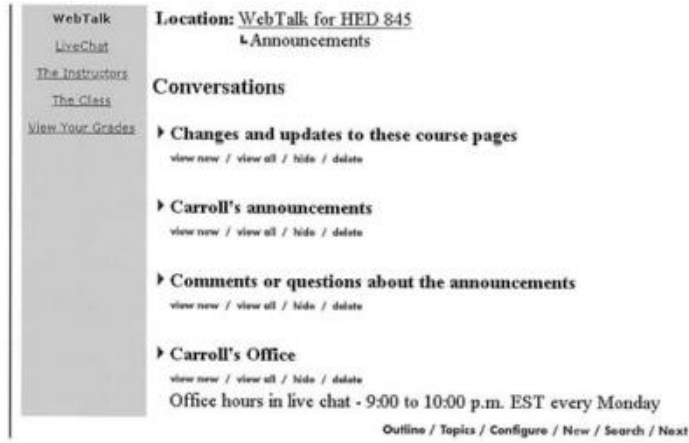 WebTalk
LiveChat
The Instructors
The Class
View Your Grades
Location: WebTalk for HED 845
Announcements
Conversations
Changes and updates to these course pages
view new / view all / hide / delete
Carroll's announcements
view new / view all / hide / delete
Comments or questions about the announcements
view new / view all / hide / delete
Carroll's Office
view new / view all / hide / delete
Office hours in live chat - 9:00 to 10:00 p.m. EST every Monday
Outline / Topics / Configure / New / Search / Next